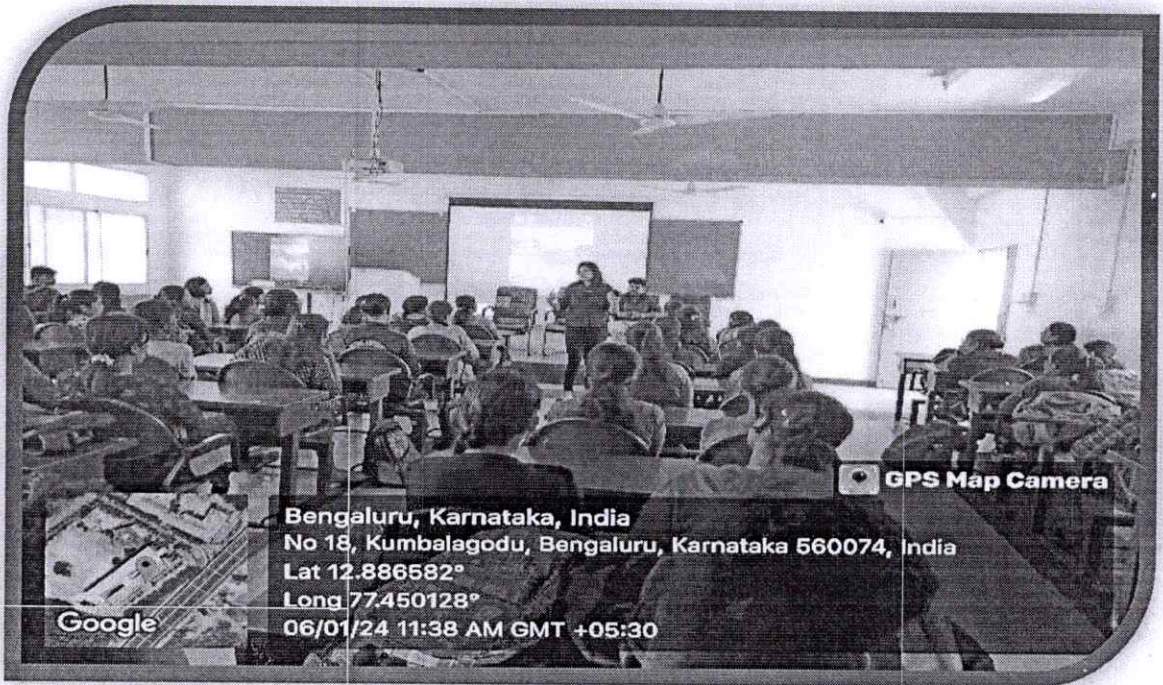 GPS Map Camera
Bengaluru, Karnataka, India
No 18, Kumbalagodu, Bengaluru, Karnataka 560074, India
Lat 12.886582°
Long 77.450128°
06/01/24 11:38 AM GMT +05:30
Google